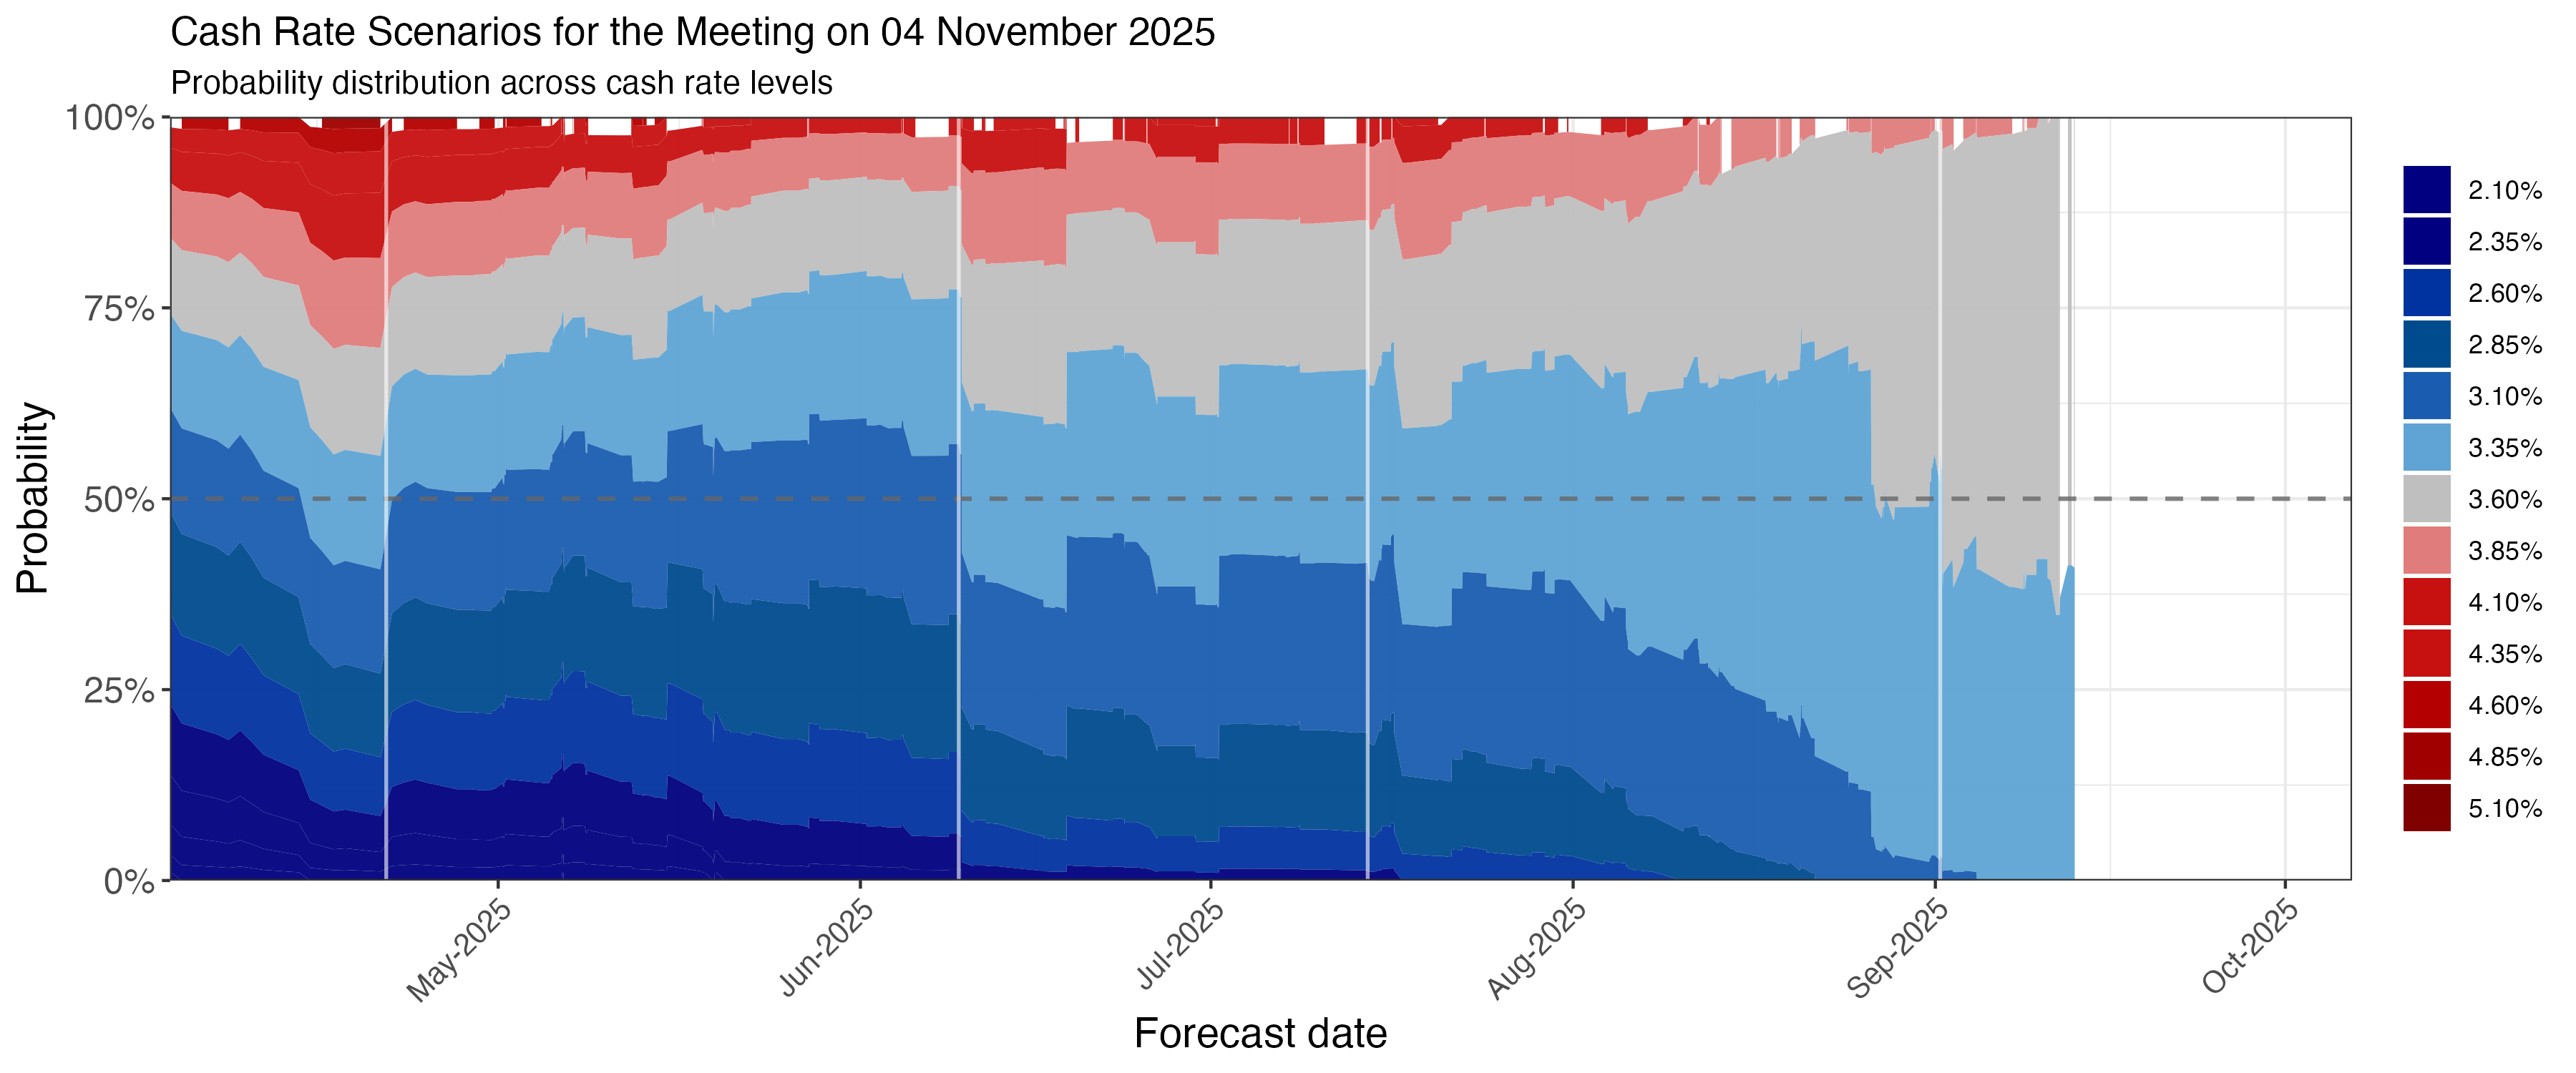 Cash Rate Scenarios for the Meeting on 04 November 2025
Probability distribution across cash rate levels
Probability
100%
75%
50%
25%
0%
May-2025
Jun-2025
Jul-2025
Aug-2025
Sep-2025
Oct-2025
Forecast date
2.10%
2.35%
2.60%
2.85%
3.10%
3.35%
3.60%
3.85%
4.10%
4.35%
4.60%
4.85%
5.10%